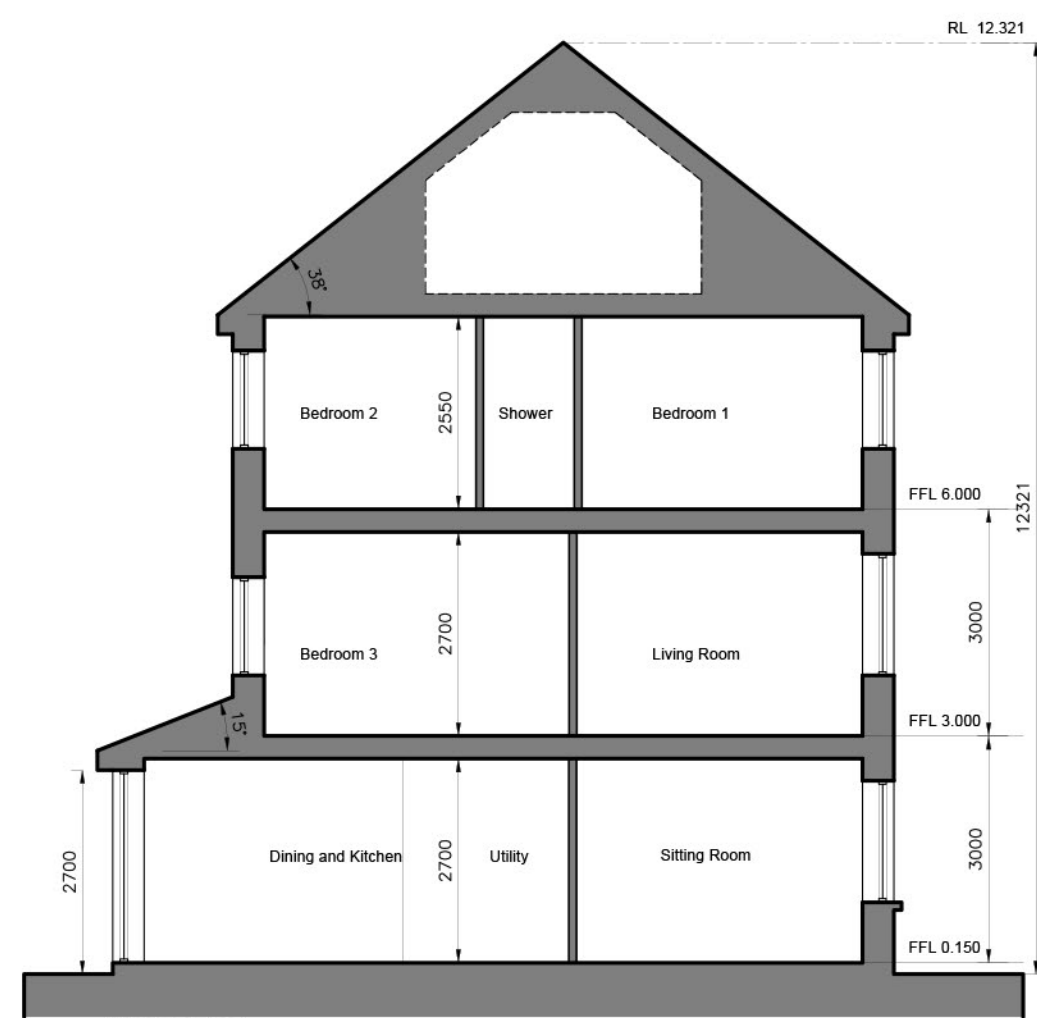 RL 12.321
38°
Bedroom 2
2550
Shower
Bedroom 1
FFL 6.000
12321
Bedroom 3
2700
Living Room
3000
15°
FFL 3.000
2700
Dining and Kitchen
2700
Utility
Sitting Room
3000
FFL 0.150